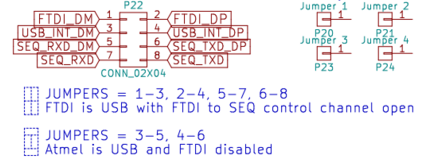 P22
FTDI_DM 1 2 FTDI_DP
USB_INT_DM 3 4 USB_INT_DP
SEQ_RXD_DM 5 6 SEQ_TXD_DP
SEQ_RXD 7 8 SEQ_TXD
CONN_02X04
Jumper 1 Jumper 2
1 1
P20 P21
Jumper 3 Jumper 4
1 1
P23 P24
JUMPERS = 1-3, 2-4, 5-7, 6-8
FTDI is USB with FTDI to SEQ control channel open
JUMPERS = 3-5, 4-6
Atmel is USB and FTDI disabled